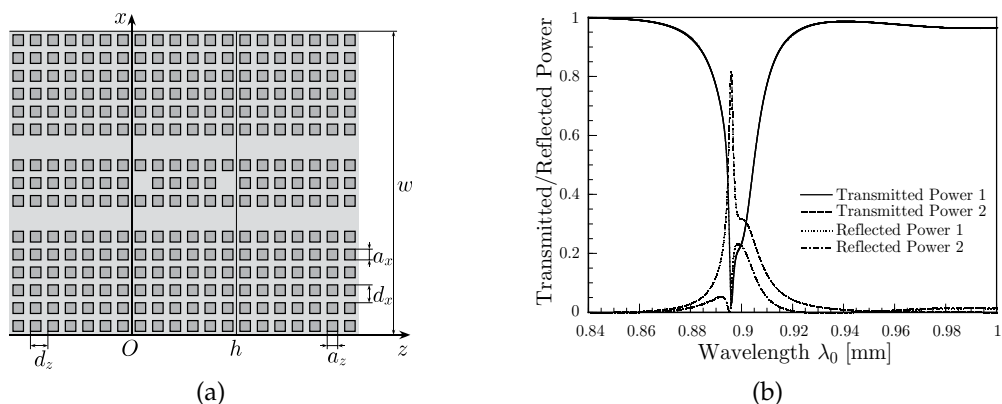 x
w
a_x
d_x
d_z
O
h
a_z
z
(a)
Transmitted/Reflected Power
1
0.8
0.6
0.4
0.2
0
Transmitted Power 1
Transmitted Power 2
Reflected Power 1
Reflected Power 2
0.84 0.86 0.88 0.9 0.92 0.94 0.96 0.98 1
Wavelength λ_0 [mm]
(b)